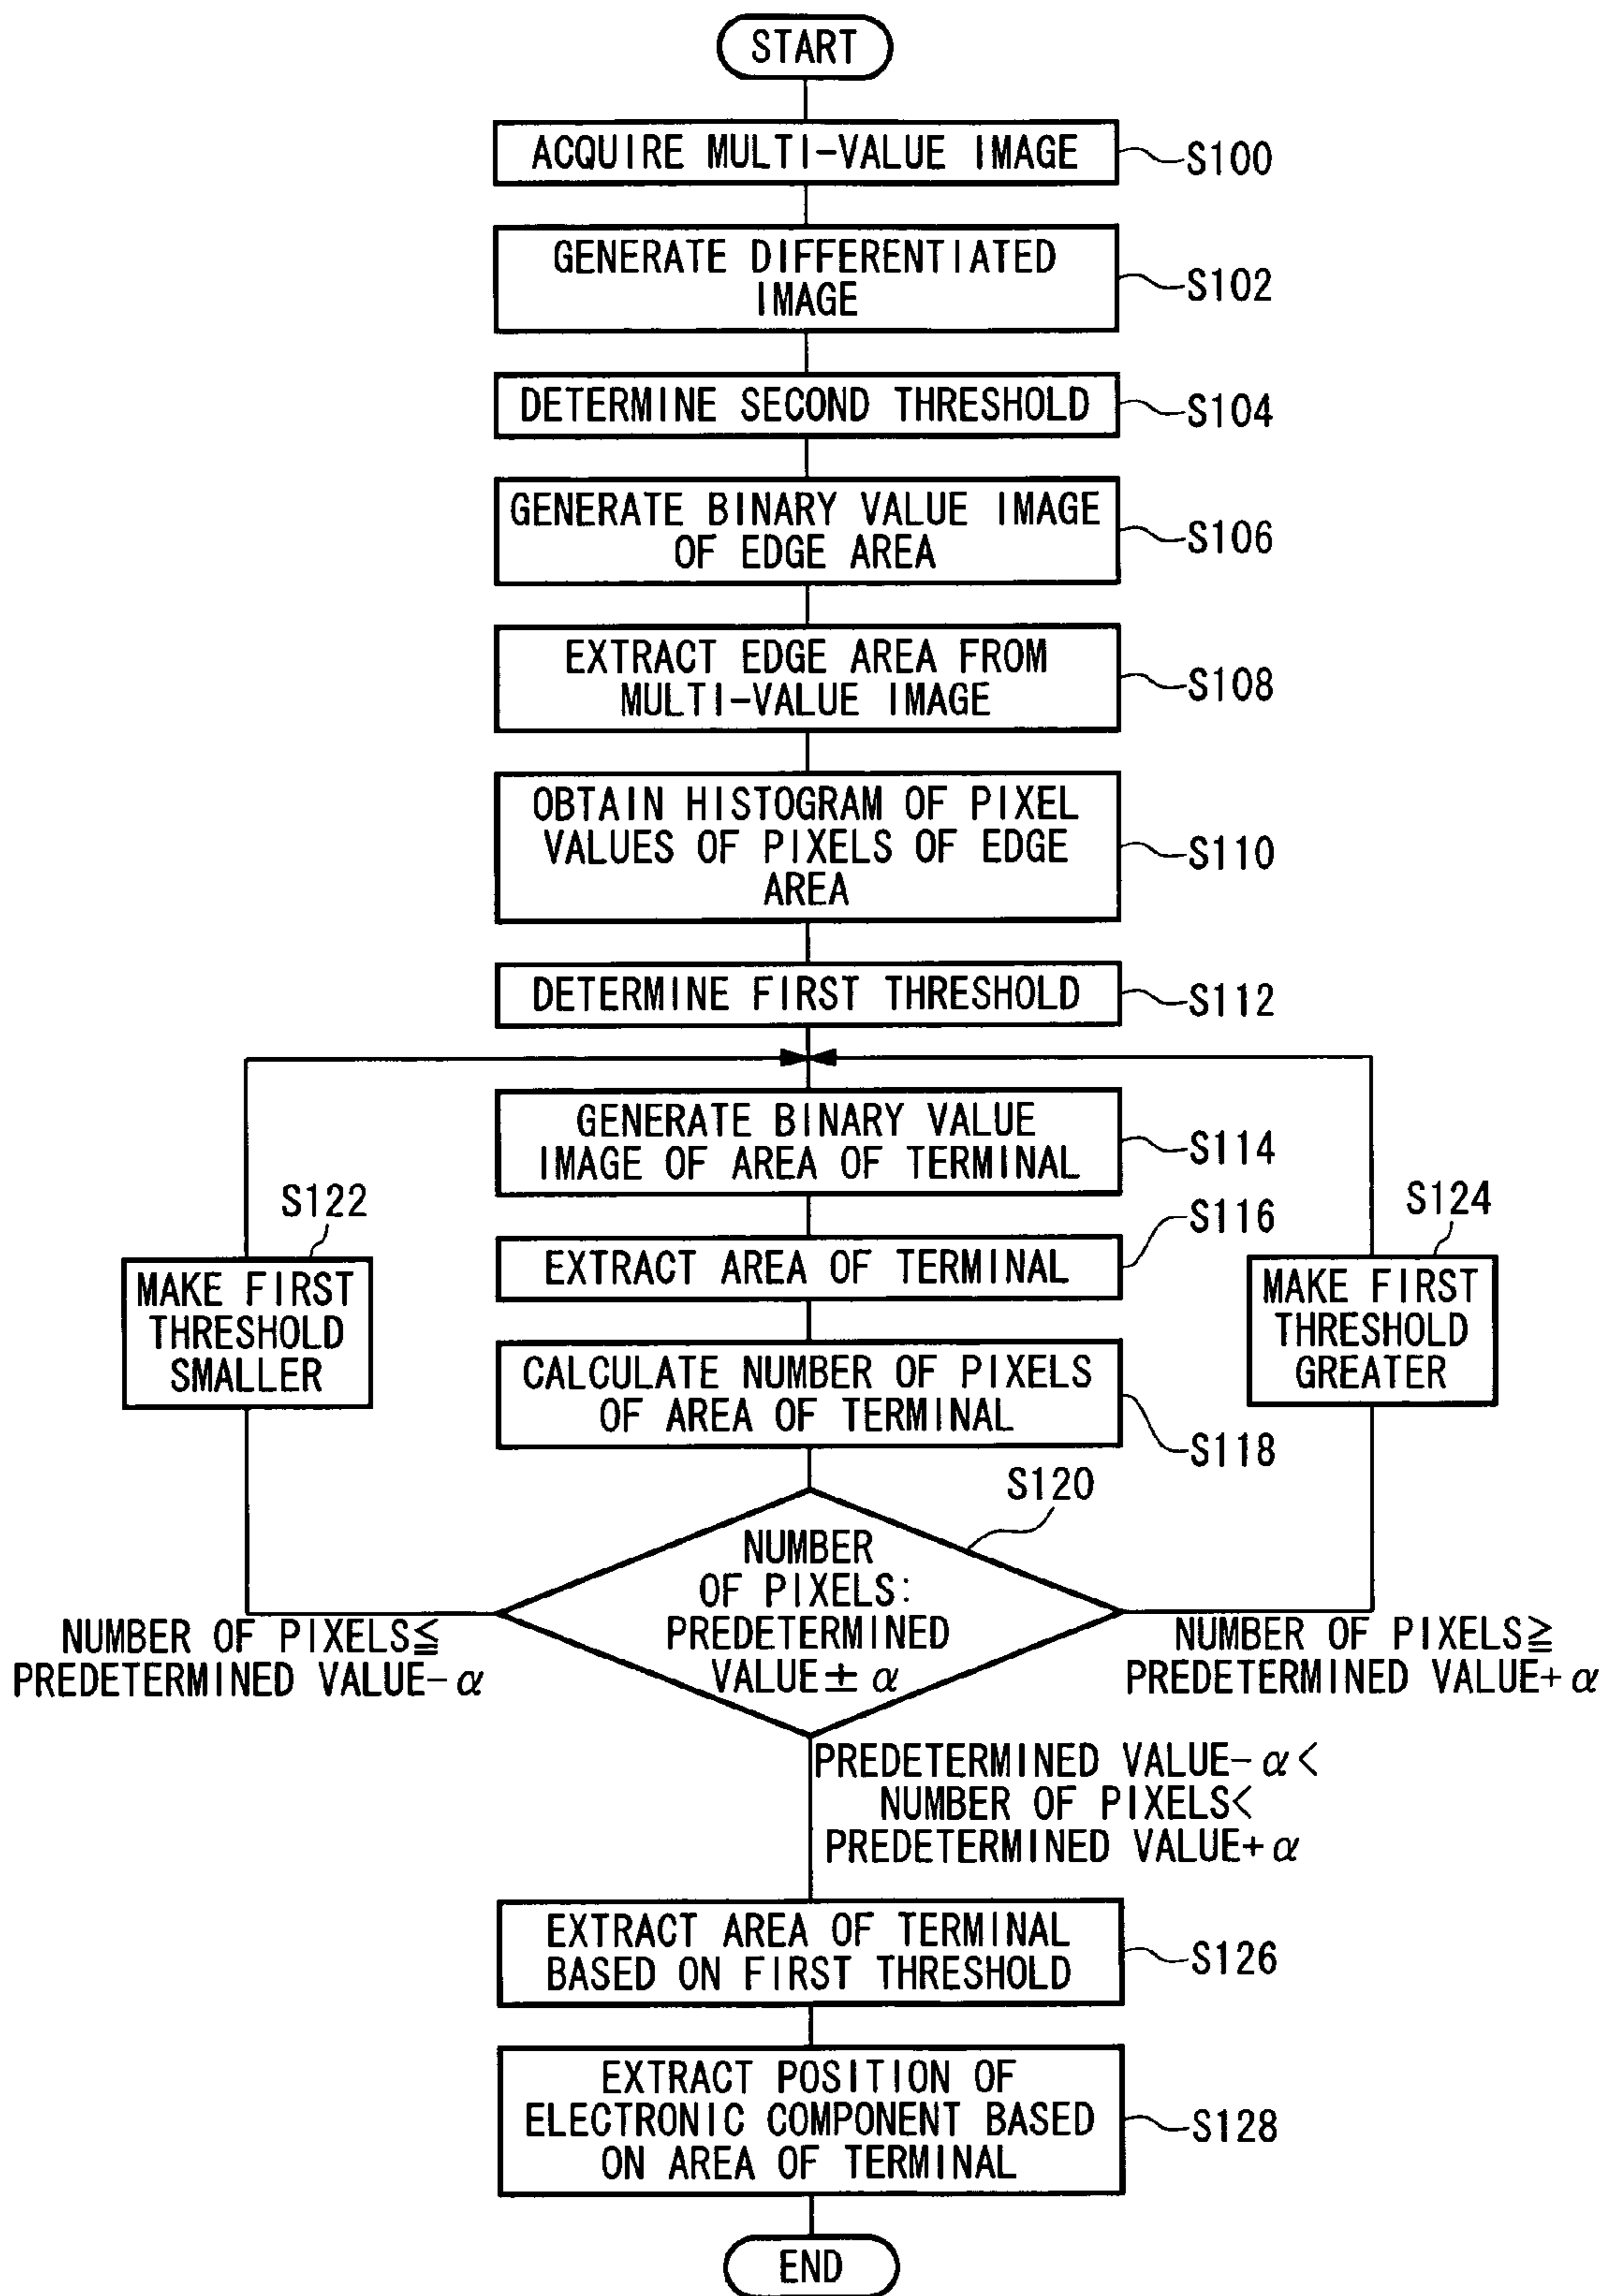 START
ACQUIRE MULTI-VALUE IMAGE
S100
GENERATE DIFFERENTIATED
IMAGE
S102
DETERMINE SECOND THRESHOLD
S104
GENERATE BINARY VALUE IMAGE
OF EDGE AREA
S106
EXTRACT EDGE AREA FROM
MULTI-VALUE IMAGE
S108
OBTAIN HISTOGRAM OF PIXEL
VALUES OF PIXELS OF EDGE
AREA
S110
DETERMINE FIRST THRESHOLD
S112
GENERATE BINARY VALUE
IMAGE OF AREA OF TERMINAL
S114
EXTRACT AREA OF TERMINAL
S116
CALCULATE NUMBER OF PIXELS
OF AREA OF TERMINAL
S118
S122
MAKE FIRST
THRESHOLD
SMALLER
S124
MAKE FIRST
THRESHOLD
GREATER
S120
NUMBER
OF PIXELS:
PREDETERMINED
VALUE±α
NUMBER OF PIXELS≦
PREDETERMINED VALUE-α
NUMBER OF PIXELS≧
PREDETERMINED VALUE+α
PREDETERMINED VALUE-α<
NUMBER OF PIXELS<
PREDETERMINED VALUE+α
EXTRACT AREA OF TERMINAL
BASED ON FIRST THRESHOLD
S126
EXTRACT POSITION OF
ELECTRONIC COMPONENT BASED
ON AREA OF TERMINAL
S128
END